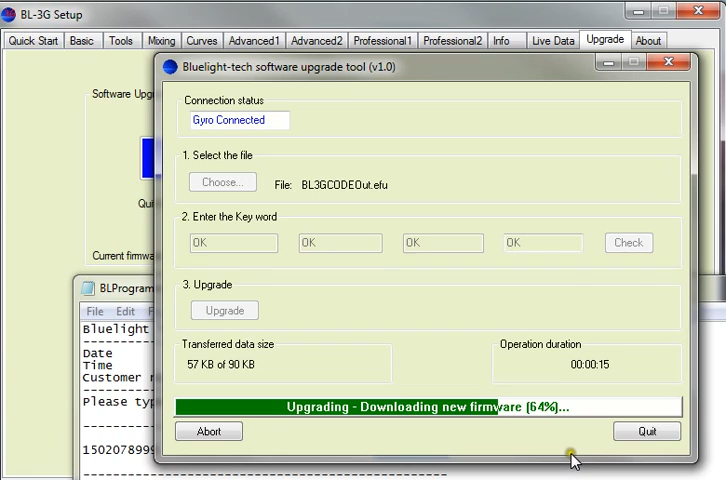 BL-3G Setup
Quick Start Basic Tools Mixing Curves Advanced1 Advanced2 Professional1 Professional2 Info Live Data Upgrade About
Software Upg
Bluelight-tech software upgrade tool (v1.0)
Connection status
Gyro Connected
1. Select the file
Choose... File: BL3GCODEOut.efu
Qui
2. Enter the Key word
OK OK OK OK Check
Current firmwa
3. Upgrade
Upgrade
BLProgram
File Edit F
Bluelight
Date
Time
Customer
Please typ
1502078999
Transferred data size
57 KB of 90 KB
Operation duration
00:00:15
Upgrading - Downloading new firmware (64%)...
Abort Quit